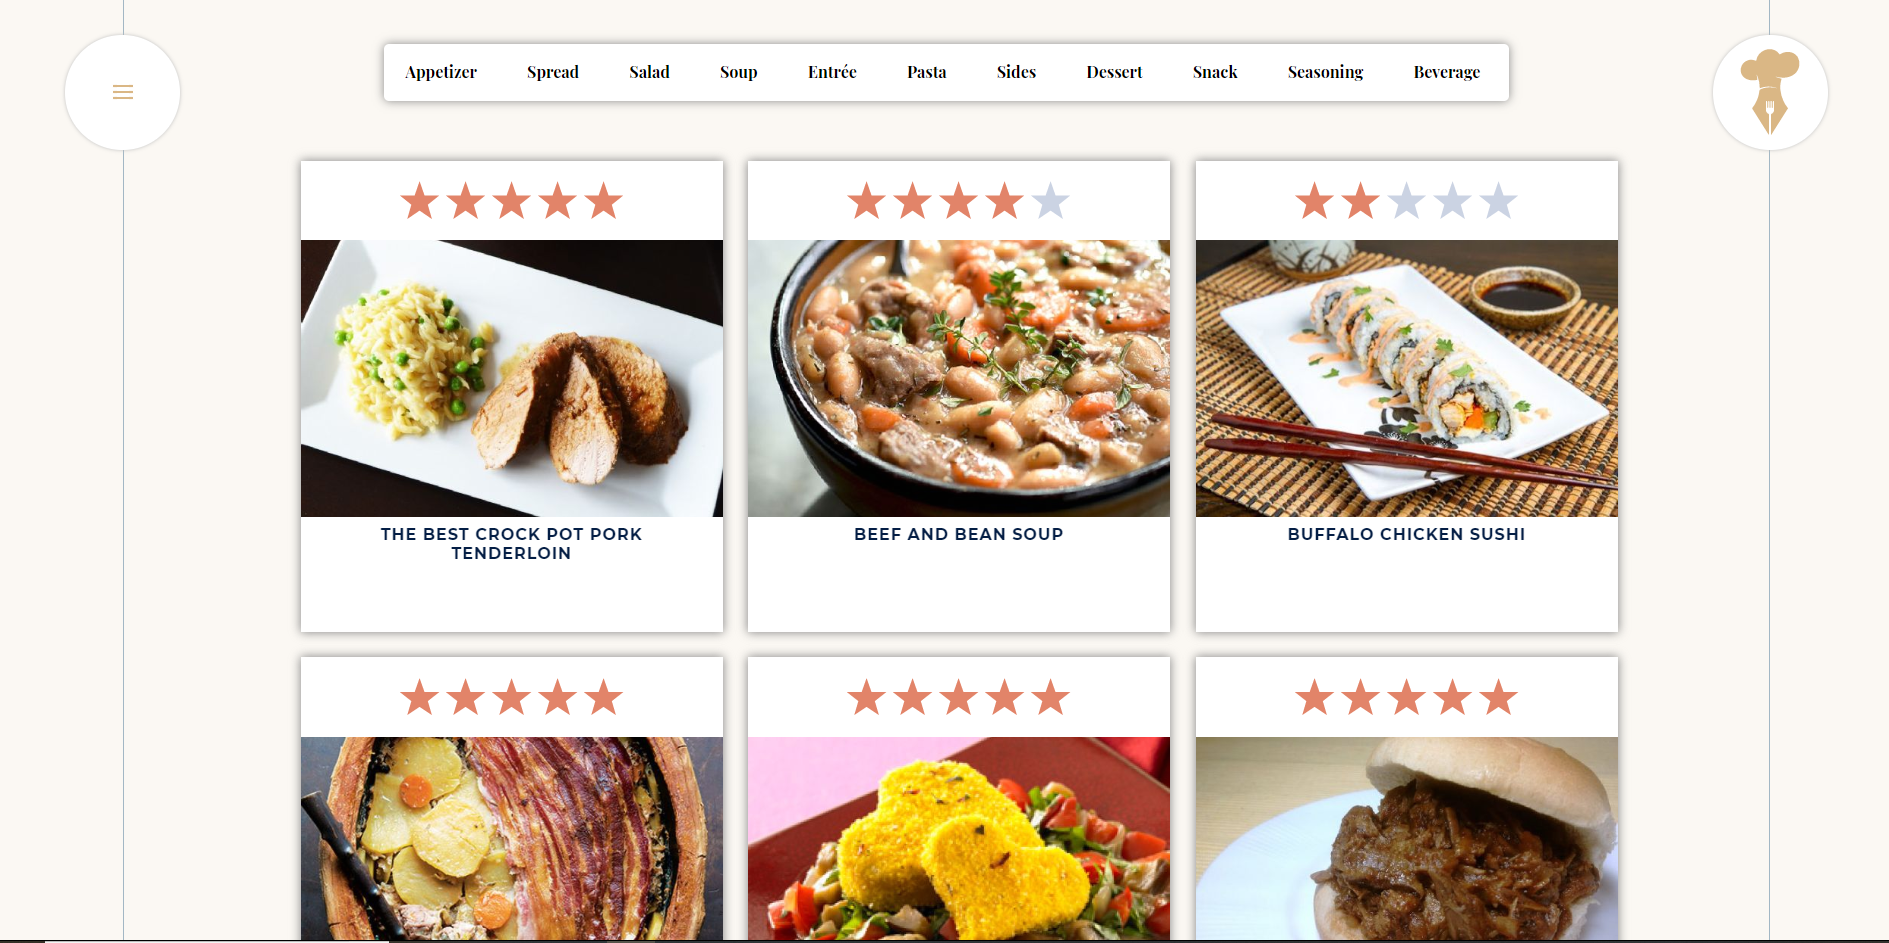 Appetizer Spread Salad Soup Entrée Pasta Sides Dessert Snack Seasoning Beverage
THE BEST CROCK POT PORK
TENDERLOIN
BEEF AND BEAN SOUP
BUFFALO CHICKEN SUSHI